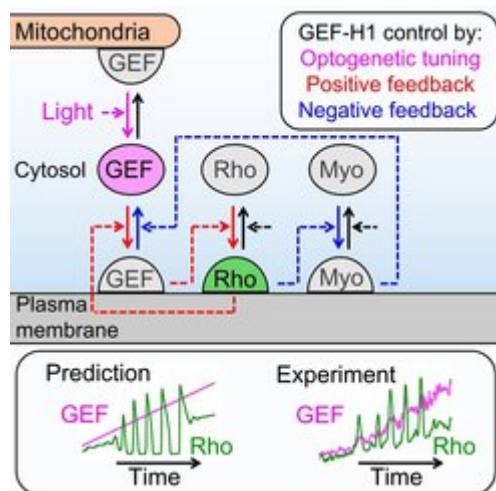 Mitochondria
GEF
GEF-H1 control by:
Optogenetic tuning
Positive feedback
Negative feedback
Light
Cytosol
GEF
Rho
Myo
GEF
Rho
Myo
Plasma
membrane
Prediction
GEF
Rho
Time
Experiment
GEF
Rho
Time